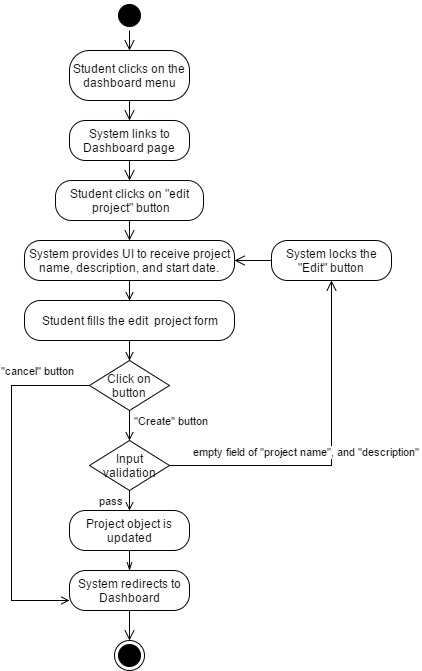 Student clicks on the
dashboard menu
System links to
Dashboard page
Student clicks on "edit
project" button
System provides UI to receive project
name, description, and start date.
System locks the
"Edit" button
Student fills the edit project form
"cancel" button
Click on
button
"Create" button
Input
validation
empty field of "project name", and "description"
pass
Project object is
updated
System redirects to
Dashboard